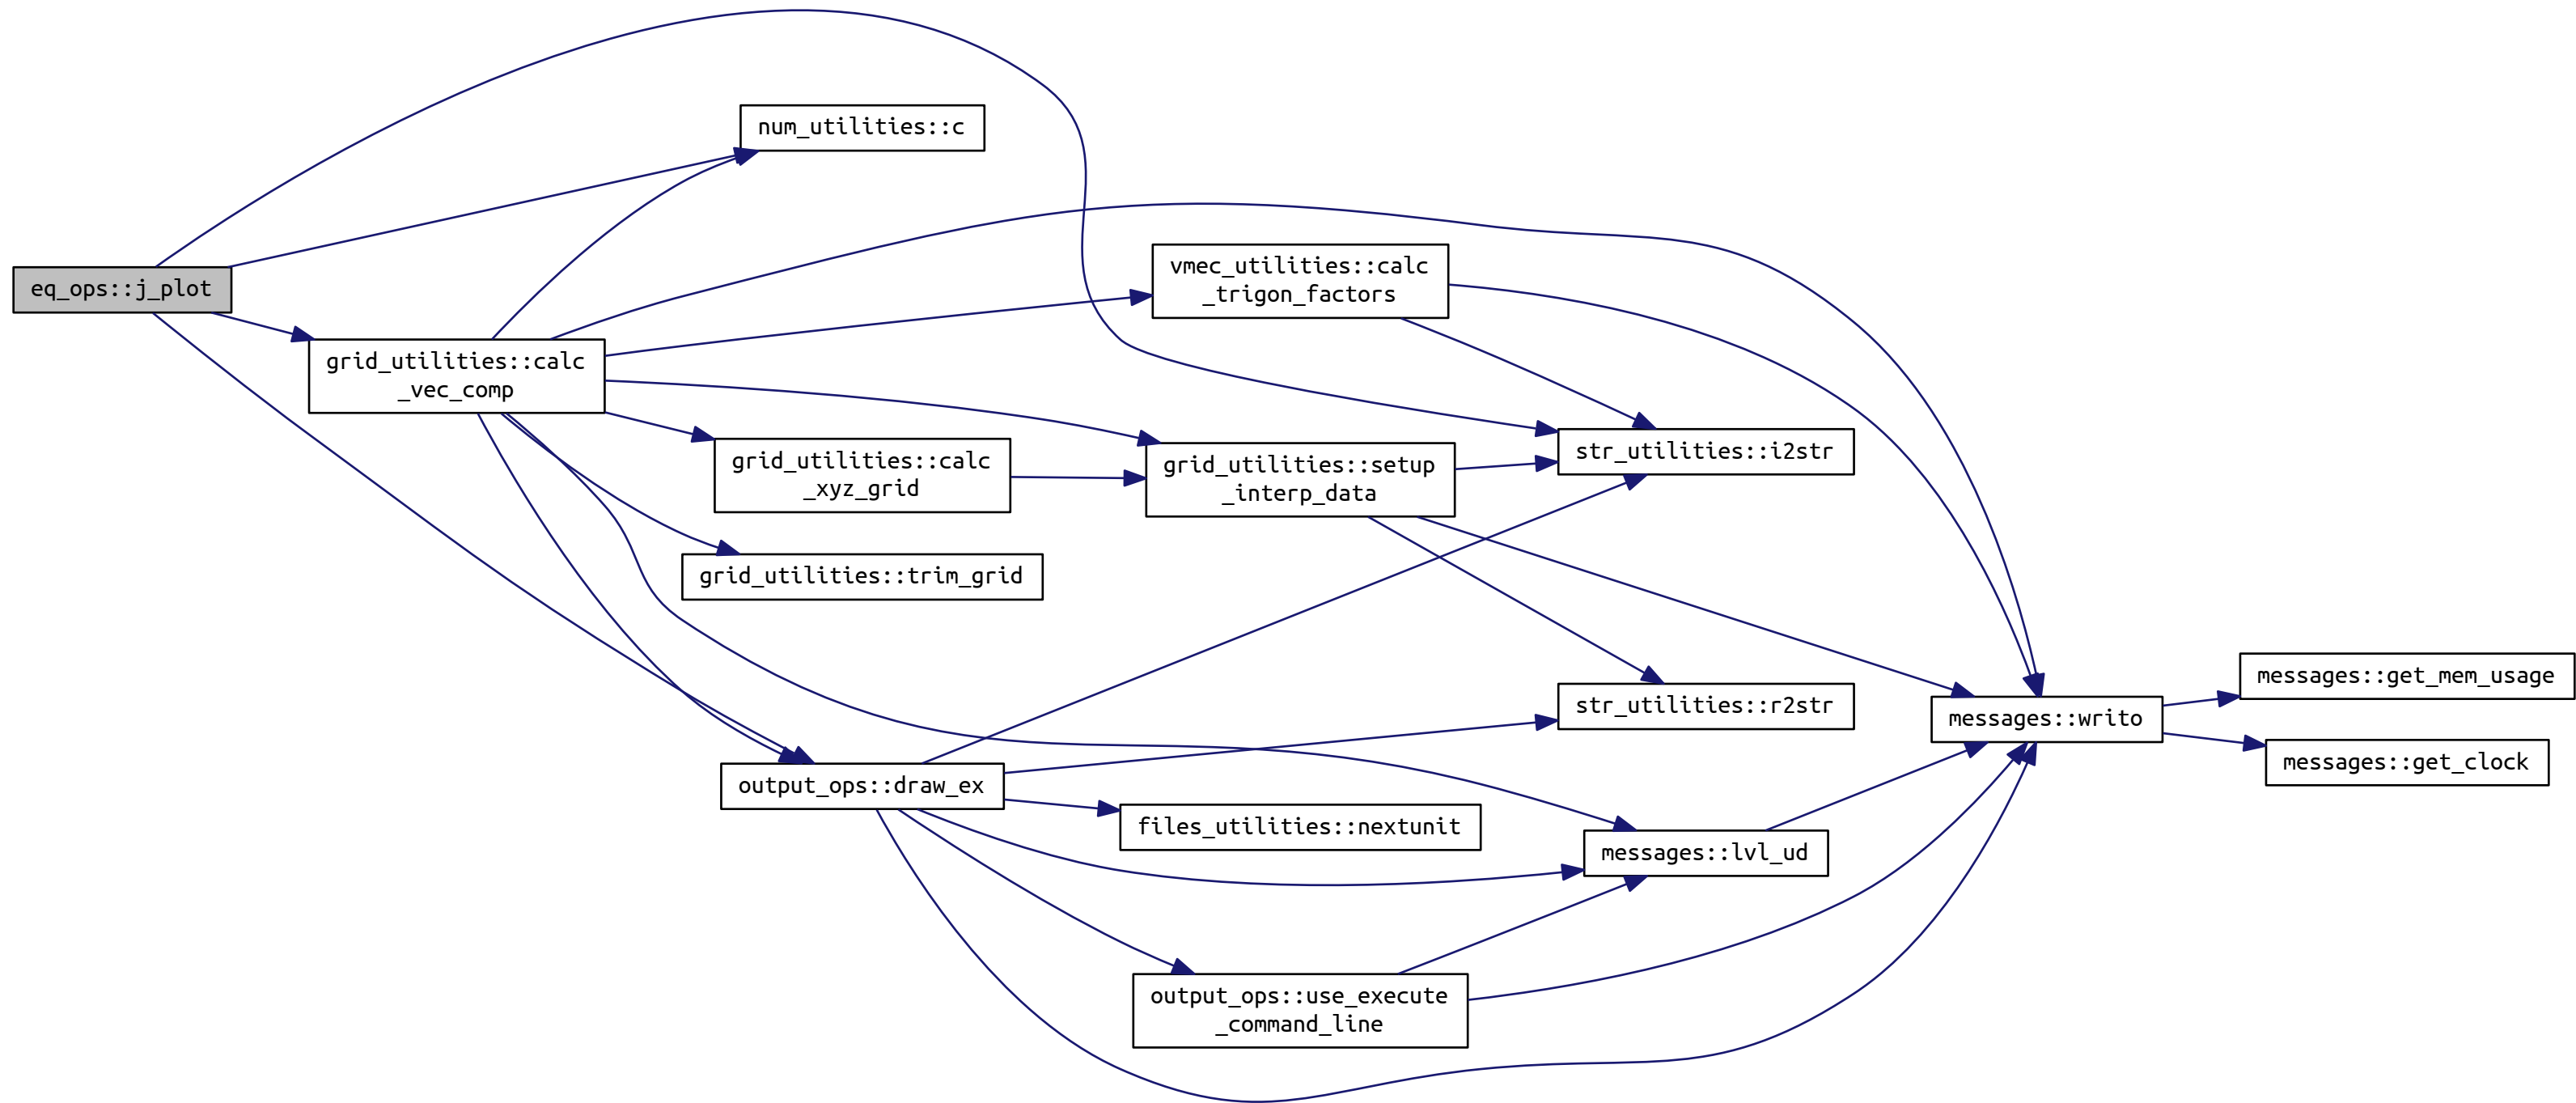 eq_ops::j_plot
num_utilities::c
grid_utilities::calc
_vec_comp
vmec_utilities::calc
_trigon_factors
grid_utilities::calc
_xyz_grid
grid_utilities::setup
_interp_data
str_utilities::i2str
grid_utilities::trim_grid
output_ops::draw_ex
files_utilities::nextunit
str_utilities::r2str
messages::lvl_ud
output_ops::use_execute
_command_line
messages::writo
messages::get_mem_usage
messages::get_clock